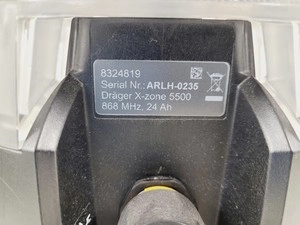 8324819
Serial Nr.: ARLH-0235
Dräger X-zone 5500
868 MHz, 24 Ah